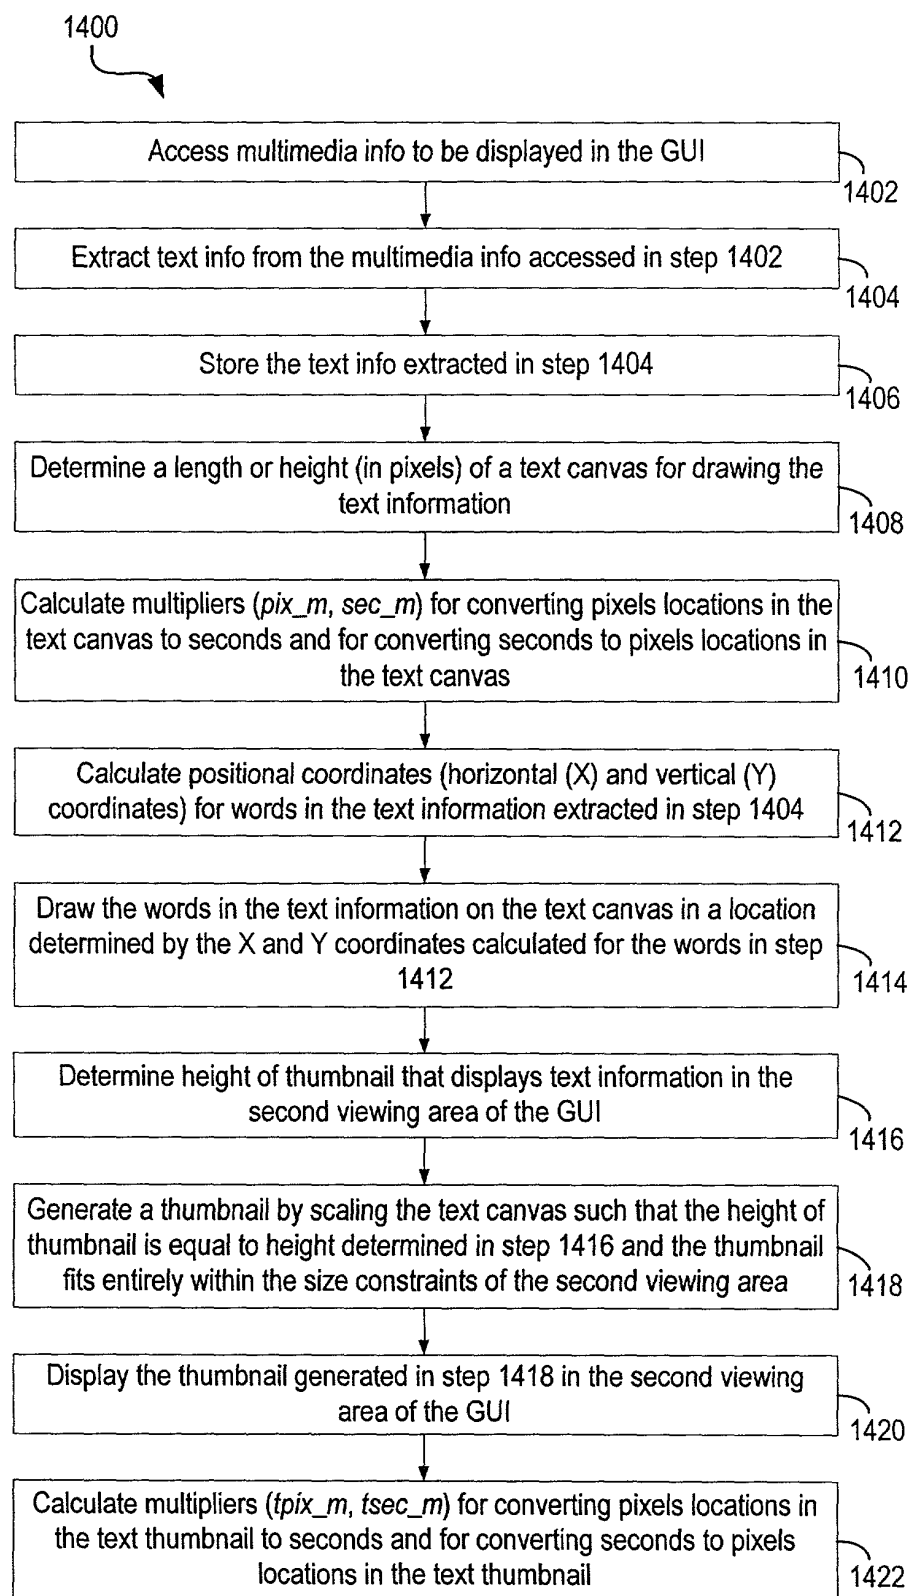 1400
Access multimedia info to be displayed in the GUI
1402
Extract text info from the multimedia info accessed in step 1402
1404
Store the text info extracted in step 1404
1406
Determine a length or height (in pixels) of a text canvas for drawing the
text information
1408
Calculate multipliers (pix_m, sec_m) for converting pixels locations in the
text canvas to seconds and for converting seconds to pixels locations in
the text canvas
1410
Calculate positional coordinates (horizontal (X) and vertical (Y)
coordinates) for words in the text information extracted in step 1404
1412
Draw the words in the text information on the text canvas in a location
determined by the X and Y coordinates calculated for the words in step
1412
1414
Determine height of thumbnail that displays text information in the
second viewing area of the GUI
1416
Generate a thumbnail by scaling the text canvas such that the height of
thumbnail is equal to height determined in step 1416 and the thumbnail
fits entirely within the size constraints of the second viewing area
1418
Display the thumbnail generated in step 1418 in the second viewing
area of the GUI
1420
Calculate multipliers (tpix_m, tsec_m) for converting pixels locations in
the text thumbnail to seconds and for converting seconds to pixels
locations in the text thumbnail
1422